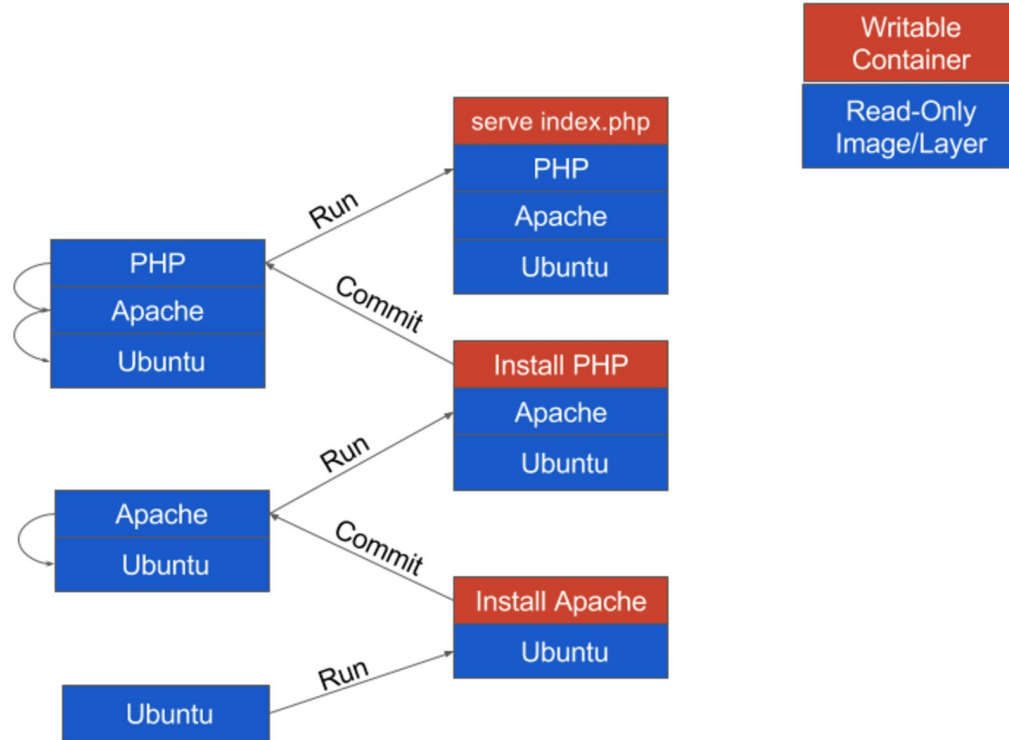 Writable
Container
Read-Only
Image/Layer
serve index.php
PHP
Apache
Ubuntu
Run
Commit
PHP
Apache
Ubuntu
Install PHP
Apache
Ubuntu
Run
Commit
Apache
Ubuntu
Install Apache
Ubuntu
Run
Ubuntu